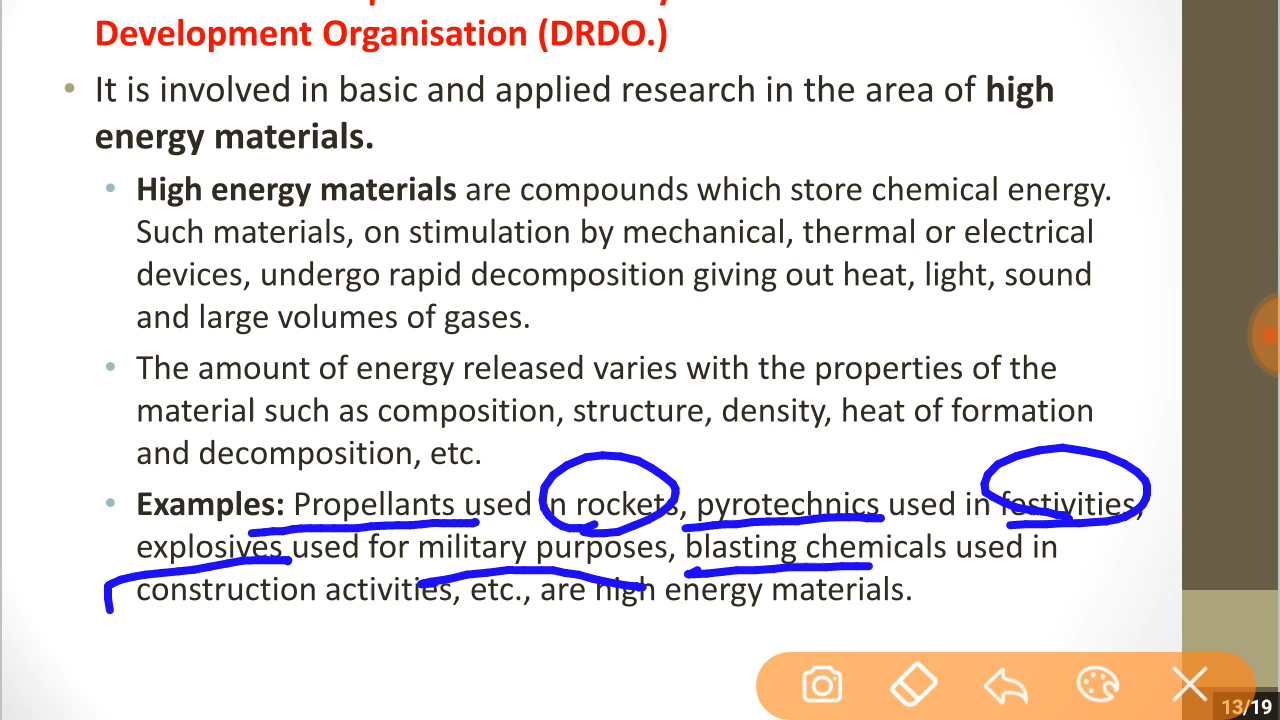 Development Organisation (DRDO.)
• It is involved in basic and applied research in the area of high
energy materials.
• High energy materials are compounds which store chemical energy.
Such materials, on stimulation by mechanical, thermal or electrical
devices, undergo rapid decomposition giving out heat, light, sound
and large volumes of gases.
• The amount of energy released varies with the properties of the
material such as composition, structure, density, heat of formation
and decomposition, etc.
• Examples: Propellants used in rockets, pyrotechnics used in festivities,
explosives used for military purposes, blasting chemicals used in
construction activities, etc., are high energy materials.
13/19